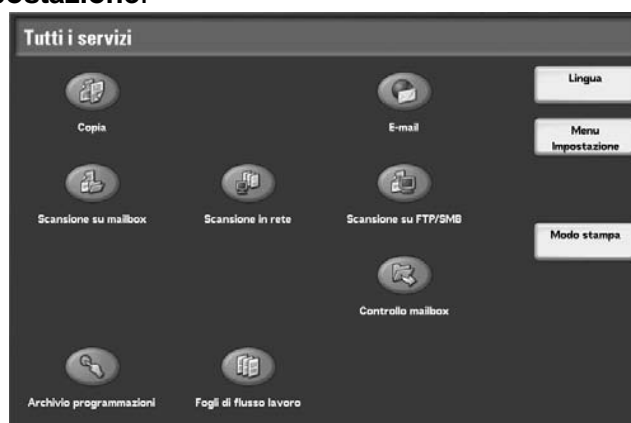 postazione.
Tutti i servizi
Copia
E-mail
Lingua
Menu
Impostazione
Scansione su mailbox
Scansione in rete
Scansione su FTP/SMB
Modo stampa
Controllo mailbox
Archivio programmazioni
Fogli di flusso lavoro